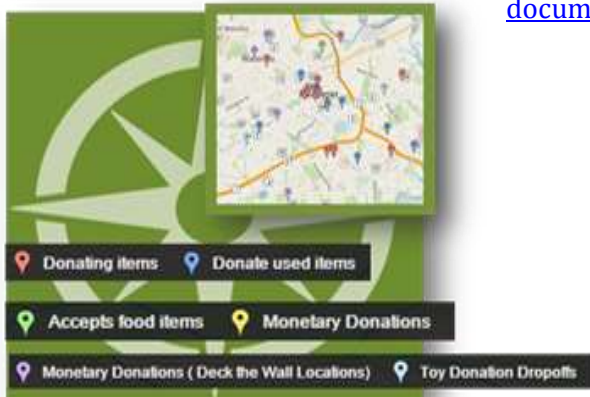 docum
Donating items Donate used items
Accepts food items Monetary Donations
Monetary Donations ( Deck the Wall Locations) Toy Donation Dropoffs